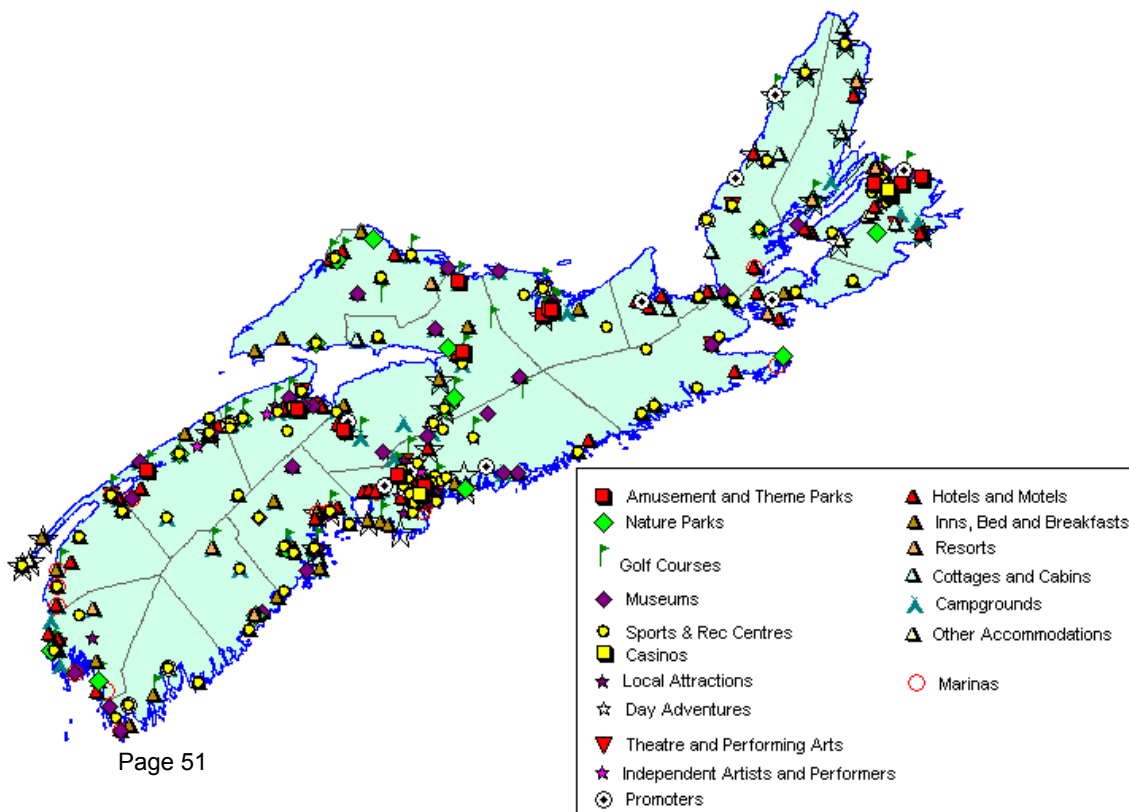 Amusement and Theme Parks
Nature Parks
Golf Courses
Museums
Sports & Rec Centres
Casinos
Local Attractions
Day Adventures
Theatre and Performing Arts
Independent Artists and Performers
Promoters
Hotels and Motels
Inns, Bed and Breakfasts
Resorts
Cottages and Cabins
Campgrounds
Other Accommodations
Marinas
Page 51